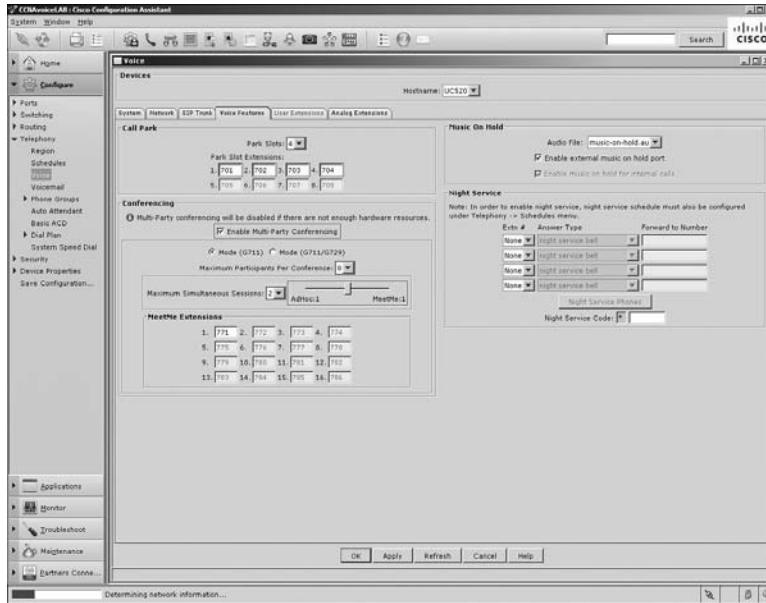 CCNAvoiceLAB : Cisco Configuration Assistant
System Window Help
Search
CISCO
Home
Configure
Ports
Switching
Routing
Telephony
Region
Schedules
Voice
Voicemail
Phone Groups
Auto Attendant
Basic ACD
Dial Plan
System Speed Dial
Security
Device Properties
Save Configuration...
Applications
Monitor
Troubleshoot
Maintenance
Partners Conne...
Voice
Devices
Hostname: UC520
System Network SIP Trunk Voice Features User Extensions Analog Extensions
Call Park
Park Slots: 4
Park Slot Extensions:
1. 701 2. 702 3. 703 4. 704
5. 705 6. 706 7. 707 8. 708
Conferencing
Multi-Party conferencing will be disabled if there are not enough hardware resources.
Enable Multi-Party Conferencing
Mode (G711) Mode (G711/G729)
Maximum Participants Per Conference: 8
Maximum Simultaneous Sessions: 2 AdHoc:1 MeetMe:1
MeetMe Extensions
1. 771 2. 772 3. 773 4. 774
5. 775 6. 776 7. 777 8. 778
9. 779 10. 780 11. 781 12. 782
13. 783 14. 784 15. 785 16. 786
Music On Hold
Audio File: music-on-hold.au
Enable external music on hold port
Enable music on hold for internal calls
Night Service
Note: In order to enable night service, night service schedule must also be configured
under Telephony -> Schedules menu.
Extn # Answer Type Forward to Number
None night service bell
None night service bell
None night service bell
None night service bell
Night Service Phones
Night Service Code: *
OK Apply Refresh Cancel Help
Determining network information...